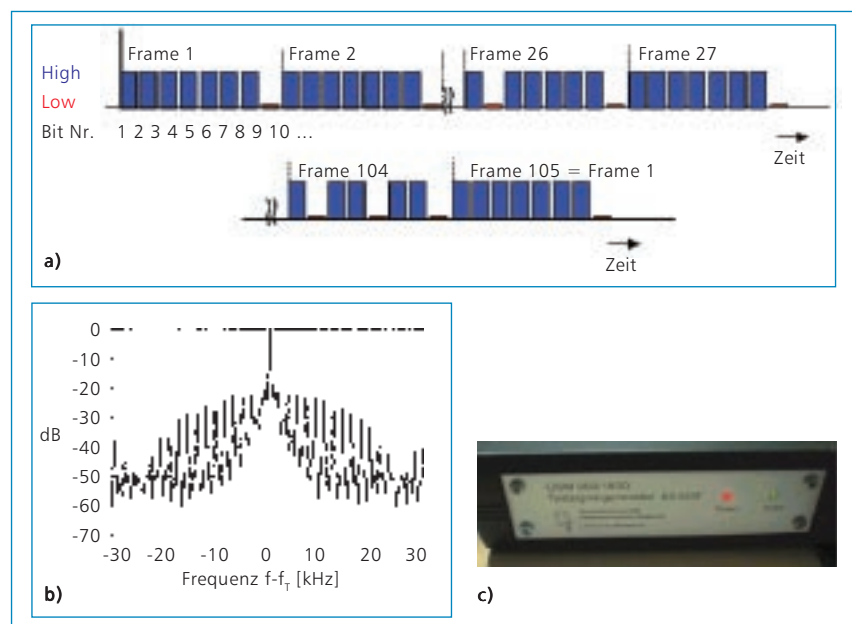 Frame 1 Frame 2 Frame 26 Frame 27
High
Low
Bit Nr. 1 2 3 4 5 6 7 8 9 10 ...
Zeit
Frame 104 Frame 105 = Frame 1
Zeit
a)
0
-10
-20
-30
dB
-40
-50
-60
-70
-30 -20 -10 0 10 20 30
Frequenz f-fT [kHz]
b)
c)